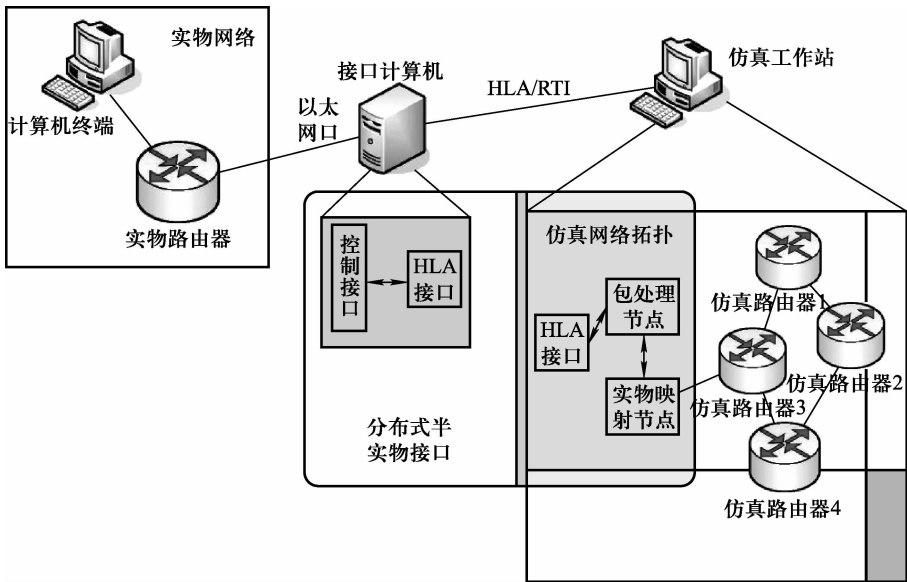 实物网络
计算机终端
实物路由器
以太
网口
接口计算机
HLA/RTI
仿真工作站
控
制
接
口
HLA
接口
分布式半
实物接口
仿真网络拓扑
HLA
接口
包处理
节点
实物映
射节点
仿真路由器1
仿真路由器2
仿真路由器3
仿真路由器4